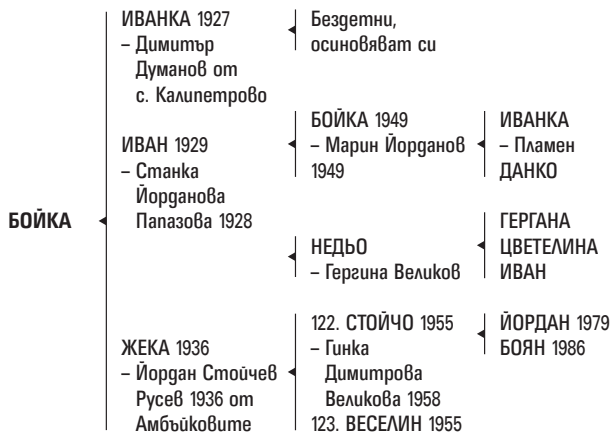 БОЙКА
ИВАНКА 1927
– Димитър
Думанов от
с. Калипетрово
ИВАН 1929
– Станка
Йорданова
Папазова 1928
ЖЕКА 1936
– Йордан Стойчев
Русев 1936 от
Амбъйковите
Бездетни,
осиновяват си
БОЙКА 1949
– Марин Йорданов
1949
НЕДЬО
– Гергина Великов
122. СТОЙЧО 1955
– Гинка
Димитрова
Великова 1958
123. ВЕСЕЛИН 1955
ИВАНКА
– Пламен
ДАНКО
ГЕРГАНА
ЦВЕТЕЛИНА
ИВАН
ЙОРДАН 1979
БОЯН 1986